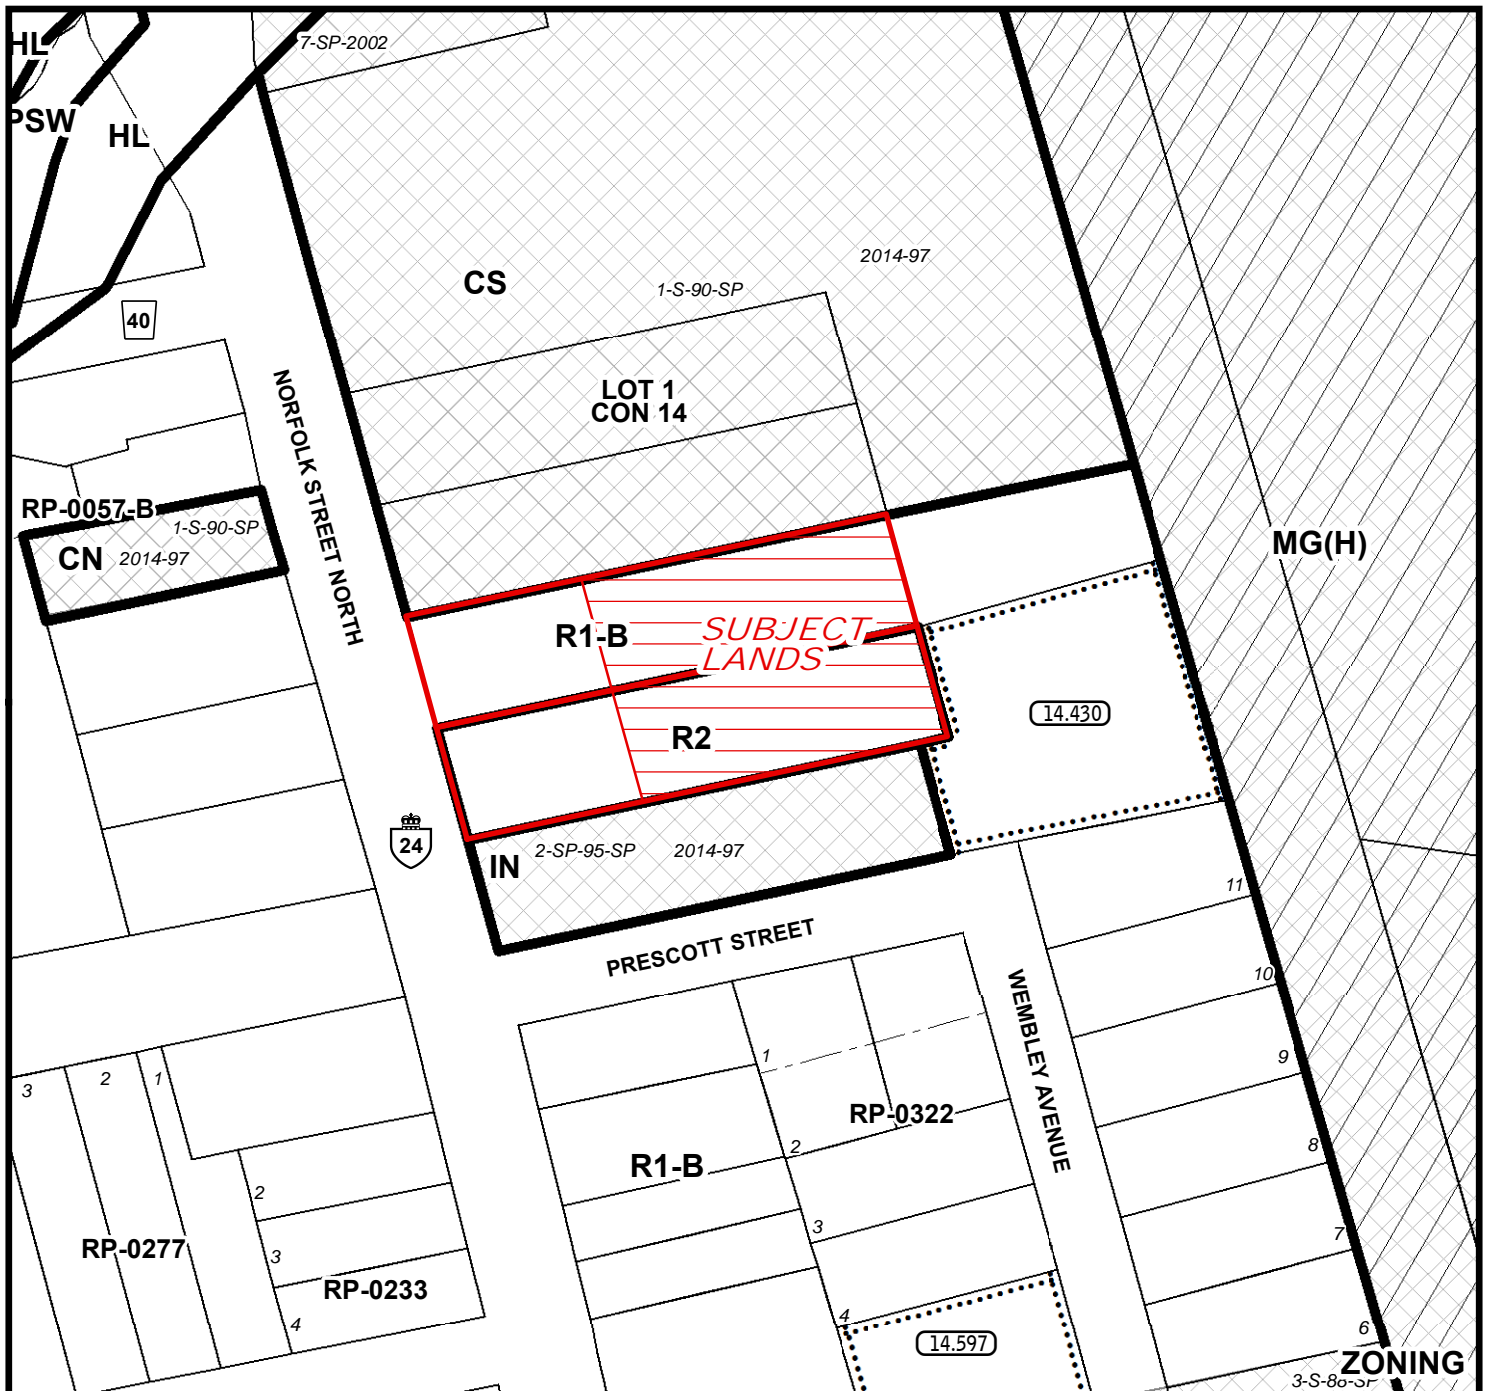 HL
7-SP-2002
PSW
HL
2014-97
CS
1-S-90-SP
40
LOT 1
CON 14
NORFOLK STREET NORTH
RP-0057-B
1-S-90-SP
CN
2014-97
MG(H)
R1-B
SUBJECT
LANDS
14.430
R2
24
2-SP-95-SP
2014-97
IN
11
PRESCOTT STREET
10
WEMBLEY AVENUE
1
9
3
2
1
RP-0322
2
8
R1-B
2
3
7
RP-0277
3
RP-0233
4
4
6
14.597
ZONING
3-S-88-SP